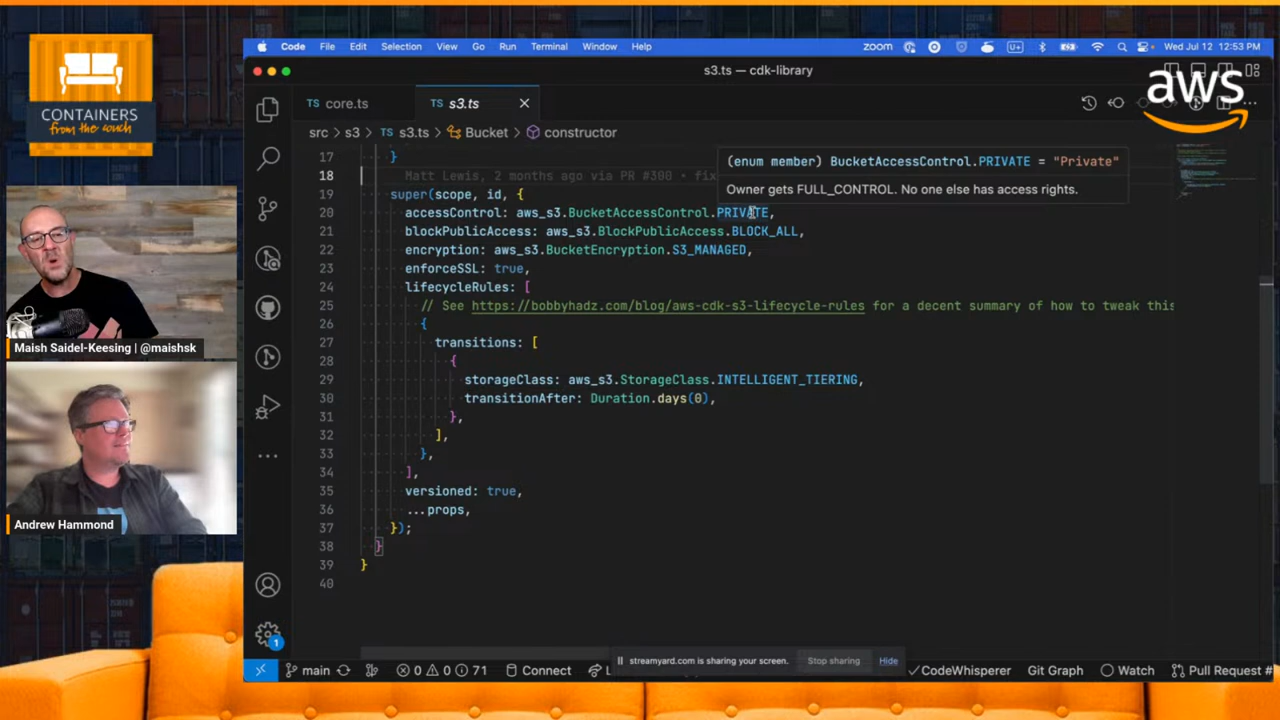 CONTAINERS
from the couch
Maish Saidel-Keesing | @maishsk
Andrew Hammond
aws
Code File Edit Selection View Go Run Terminal Window Help
zoom
Wed Jul 12 12:53 PM
s3.ts — cdk-library
TS core.ts
TS s3.ts
src > s3 > TS s3.ts > Bucket > constructor
(enum member) BucketAccessControl.PRIVATE = "Private"
Owner gets FULL_CONTROL. No one else has access rights.
17 }
18 Matt Lewis, 2 months ago via PR #300 • fix
19 super(scope, id, {
20 accessControl: aws_s3.BucketAccessControl.PRIVATE,
21 blockPublicAccess: aws_s3.BlockPublicAccess.BLOCK_ALL,
22 encryption: aws_s3.BucketEncryption.S3_MANAGED,
23 enforceSSL: true,
24 lifecycleRules: [
25 // See https://bobbyhadz.com/blog/aws-cdk-s3-lifecycle-rules for a decent summary of how to tweak this
26 {
27 transitions: [
28 {
29 storageClass: aws_s3.StorageClass.INTELLIGENT_TIERING,
30 transitionAfter: Duration.days(0),
31 },
32 ],
33 },
34 ],
35 versioned: true,
36 ...props,
37 });
38 }
39 }
40
1
streamyard.com is sharing your screen. Stop sharing Hide
main 0 0 71 Connect L CodeWhisperer Git Graph Watch Pull Request #